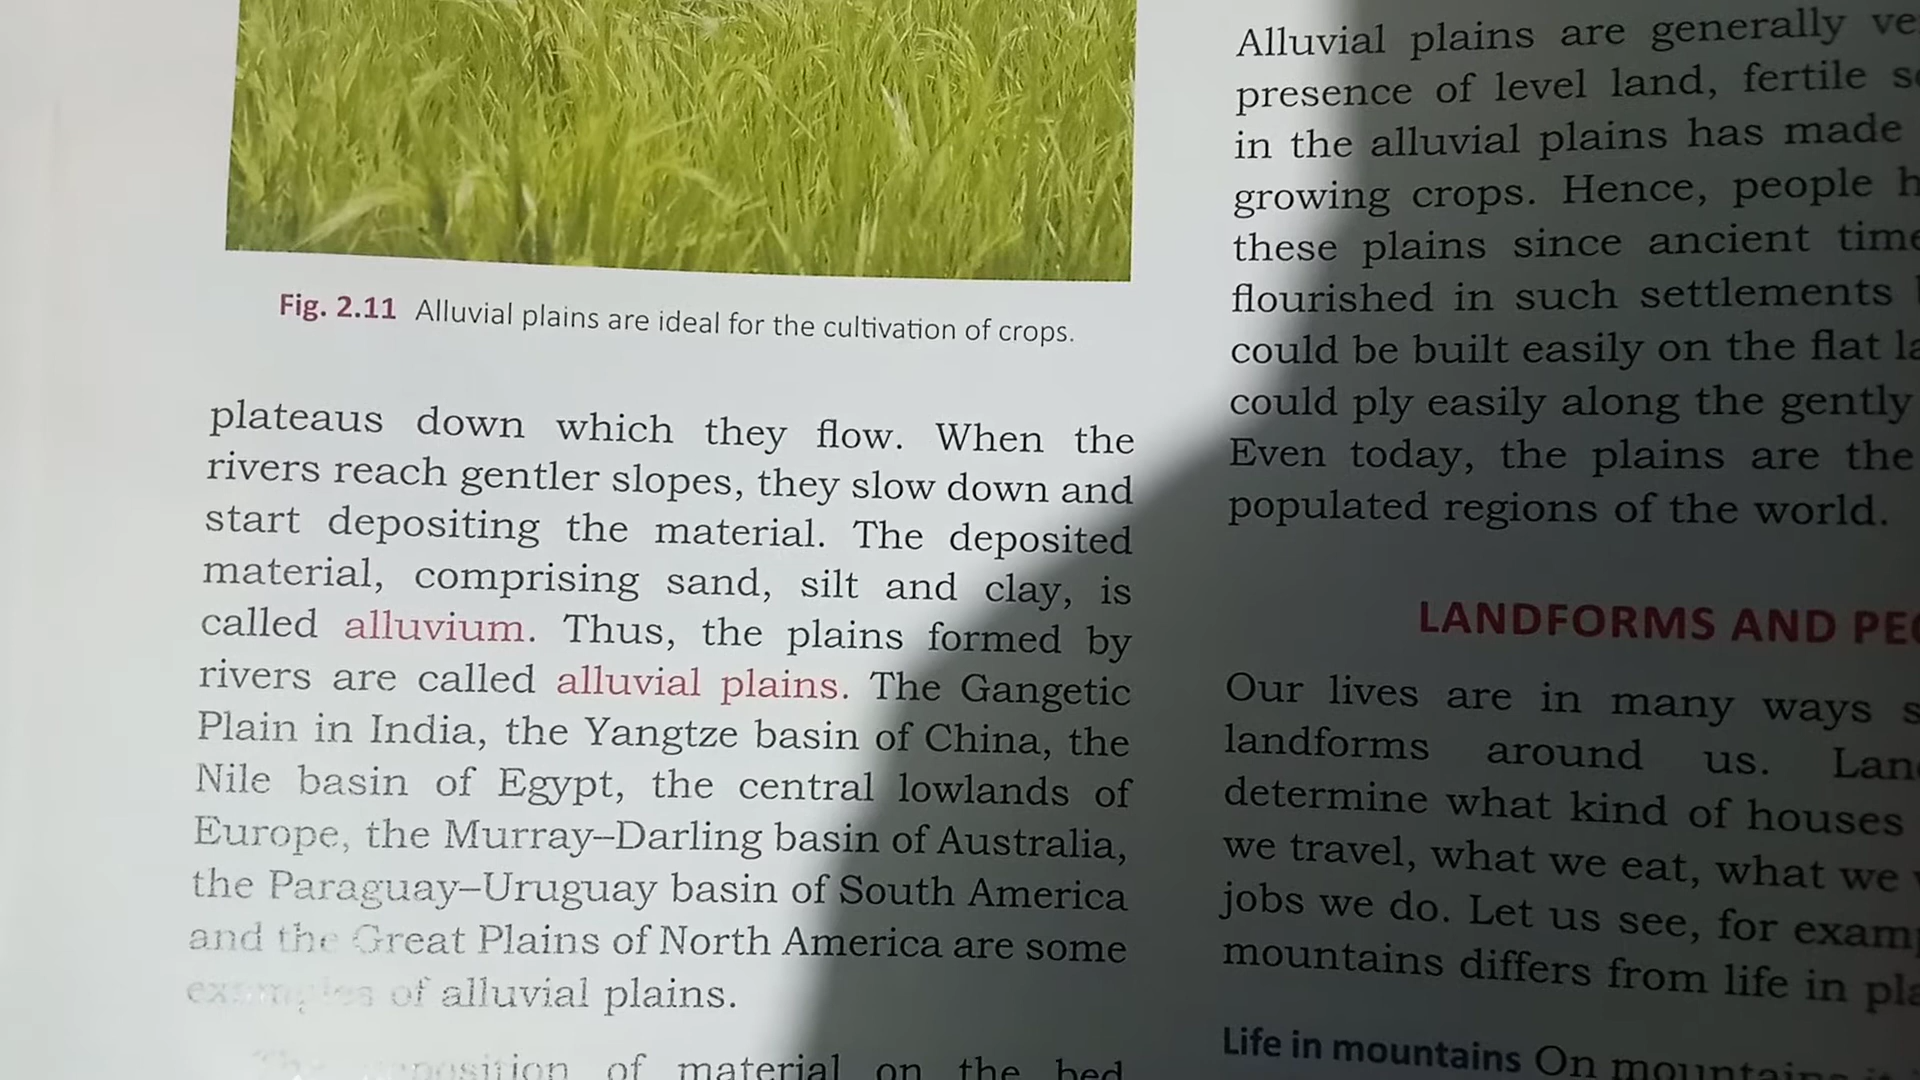 Fig. 2.11 Alluvial plains are ideal for the cultivation of crops.
plateaus down which they flow. When the
rivers reach gentler slopes, they slow down and
start depositing the material. The deposited
material, comprising sand, silt and clay, is
called alluvium. Thus, the plains formed by
rivers are called alluvial plains. The Gangetic
Plain in India, the Yangtze basin of China, the
Nile basin of Egypt, the central lowlands of
Europe, the Murray–Darling basin of Australia,
the Paraguay–Uruguay basin of South America
and the Great Plains of North America are some
examples of alluvial plains.
of material on the bed
Alluvial plains are generally
presence of level land, fertile
in the alluvial plains has made
growing crops. Hence, people
these plains since ancient
flourished in such settlements
could be built easily on the flat
could ply easily along the gently
Even today, the plains are the
populated regions of the world.
LANDFORMS AND
Our lives are in many ways
landforms around us.
determine what kind of houses
we travel, what we eat, what we
jobs we do. Let us see, for
mountains differs from life in
Life in mountains On